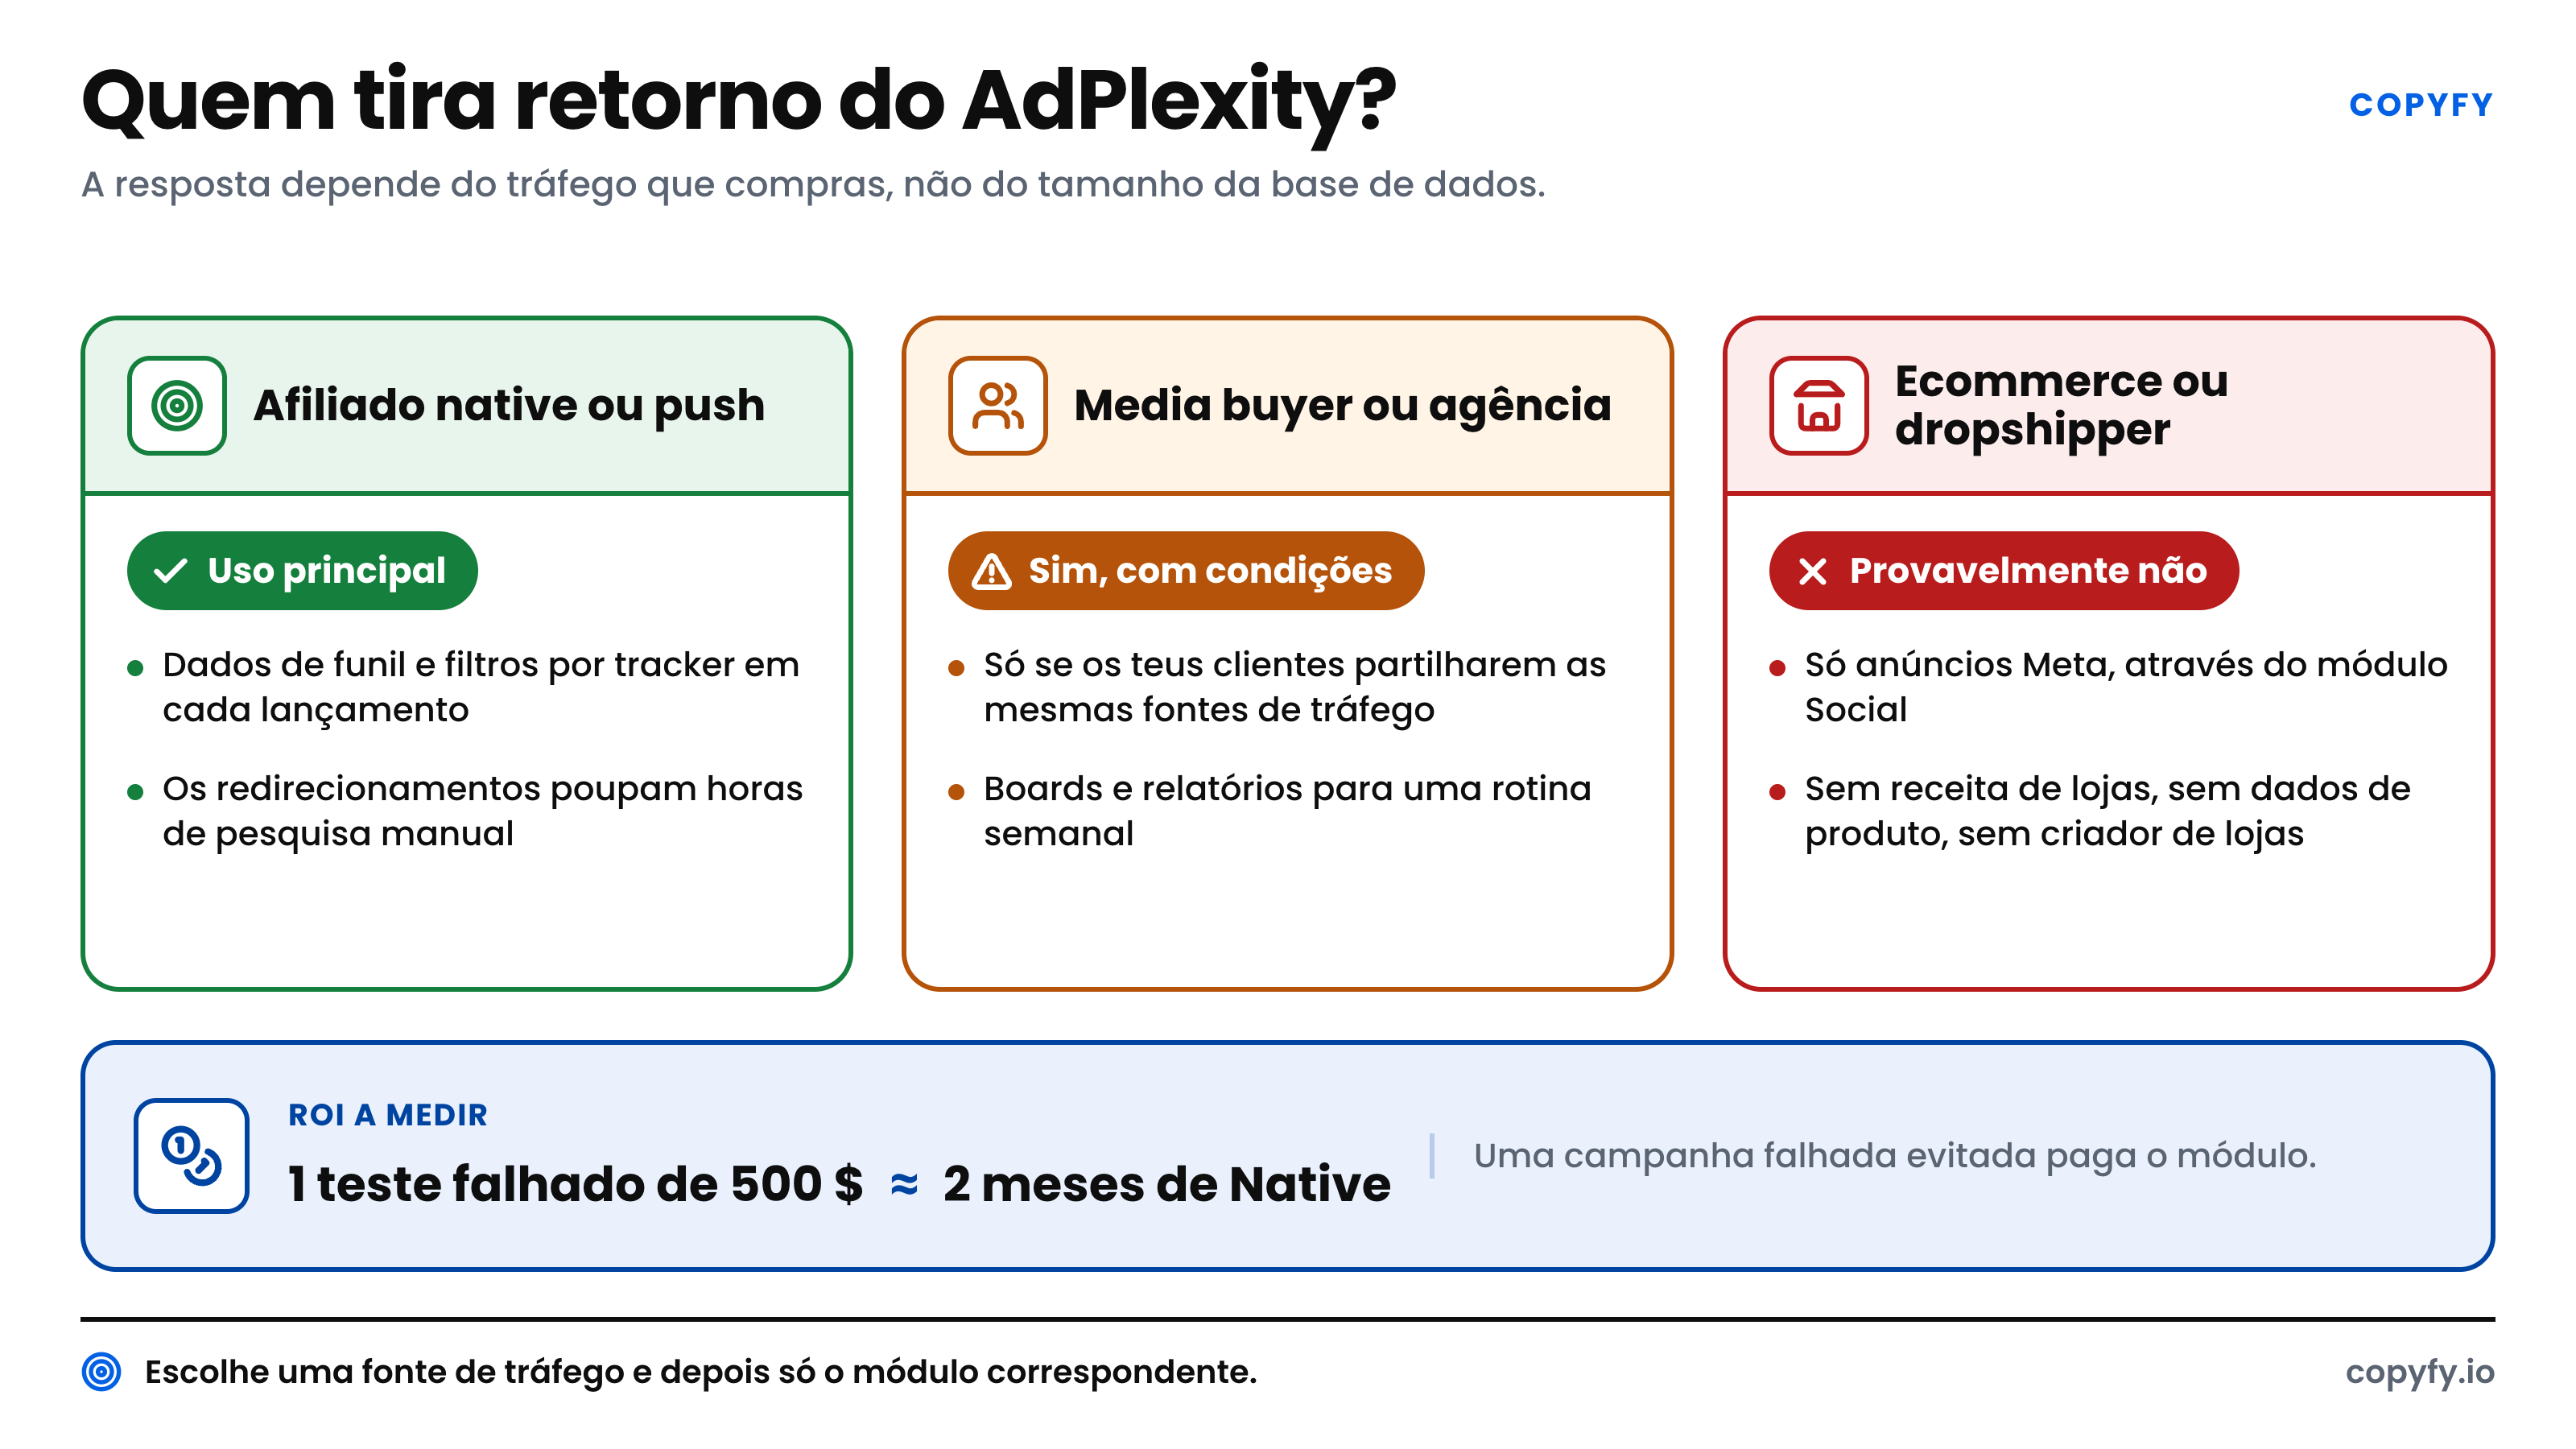 Quem tira retorno do AdPlexity?
COPYFY
A resposta depende do tráfego que compras, não do tamanho da base de dados.
Afiliado native ou push
Uso principal
Dados de funil e filtros por tracker em
cada lançamento
Os redirecionamentos poupam horas
de pesquisa manual
Media buyer ou agência
Sim, com condições
Só se os teus clientes partilharem as
mesmas fontes de tráfego
Boards e relatórios para uma rotina
semanal
Ecommerce ou
dropshipper
Provavelmente não
Só anúncios Meta, através do módulo
Social
Sem receita de lojas, sem dados de
produto, sem criador de lojas
ROI A MEDIR
1 teste falhado de 500 $ ≈ 2 meses de Native
Uma campanha falhada evitada paga o módulo.
Escolhe uma fonte de tráfego e depois só o módulo correspondente.
copyfy.io